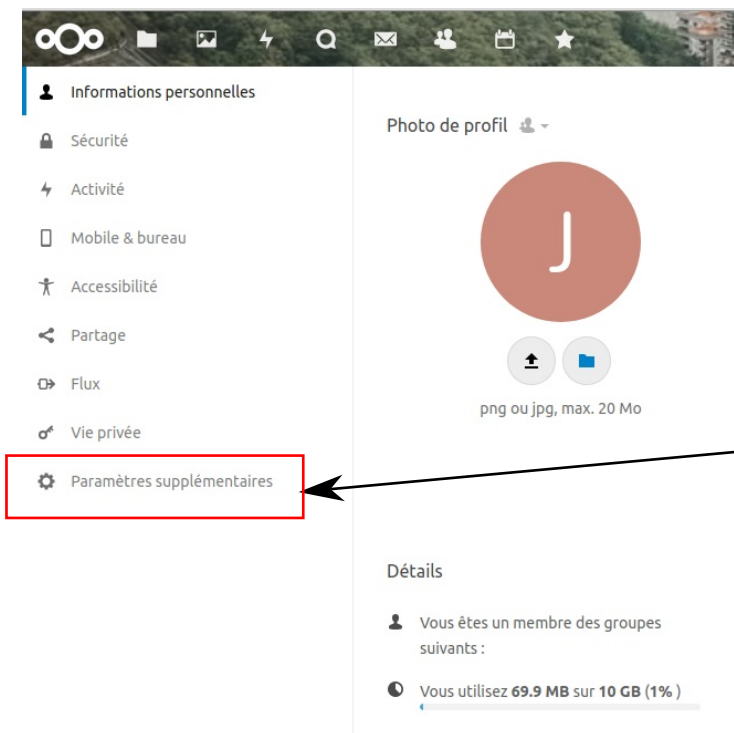 Informations personnelles
Sécurité
Activité
Mobile & bureau
Accessibilité
Partage
Flux
Vie privée
Paramètres supplémentaires
Photo de profil
J
png ou jpg, max. 20 Mo
Détails
Vous êtes un membre des groupes
suivants :
Vous utilisez 69.9 MB sur 10 GB (1% )